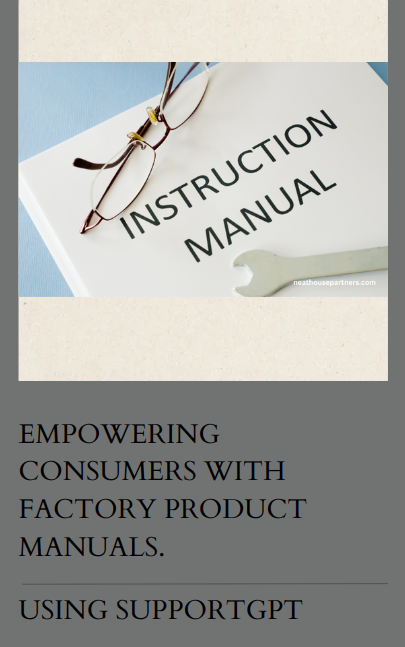 INSTRUCTION
MANUAL
neathousepartners.com
EMPOWERING
CONSUMERS WITH
FACTORY PRODUCT
MANUALS.
USING SUPPORTGPT